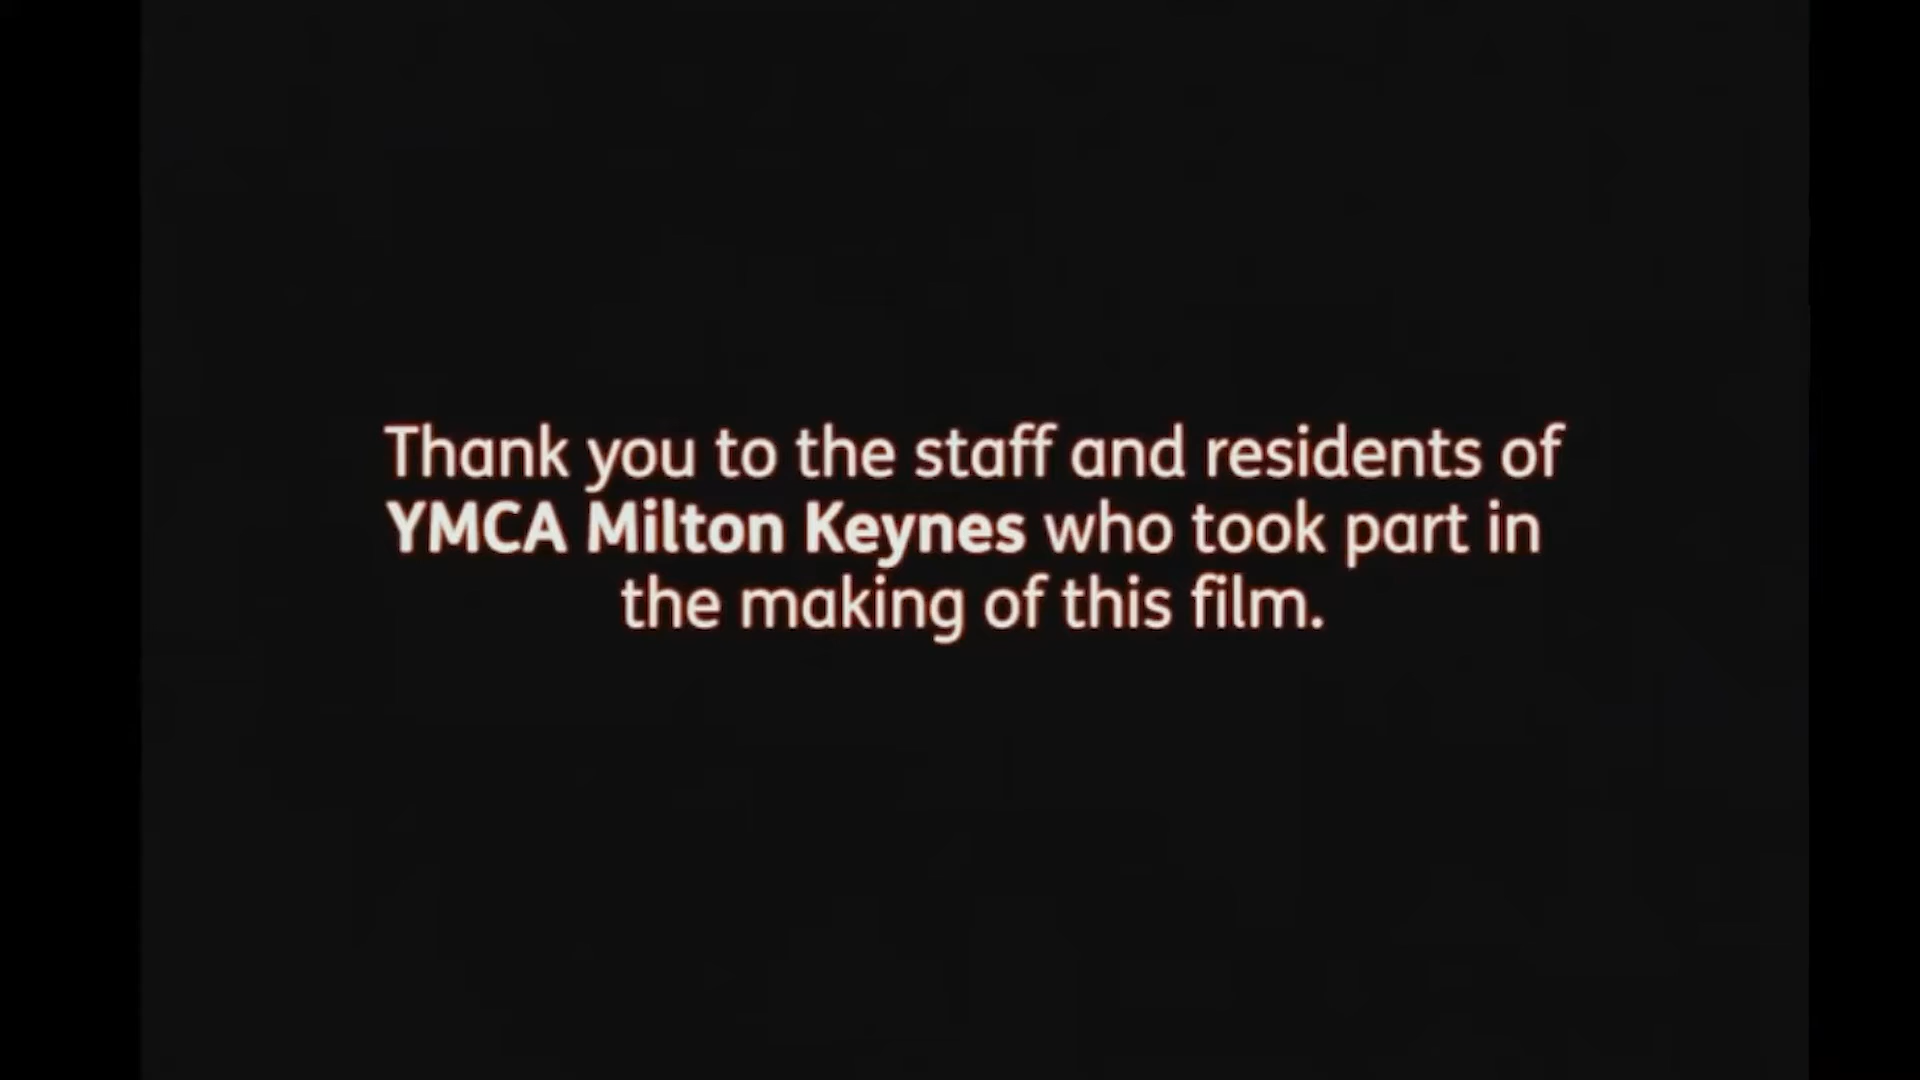 Thank you to the staff and residents of
YMCA Milton Keynes who took part in
the making of this film.